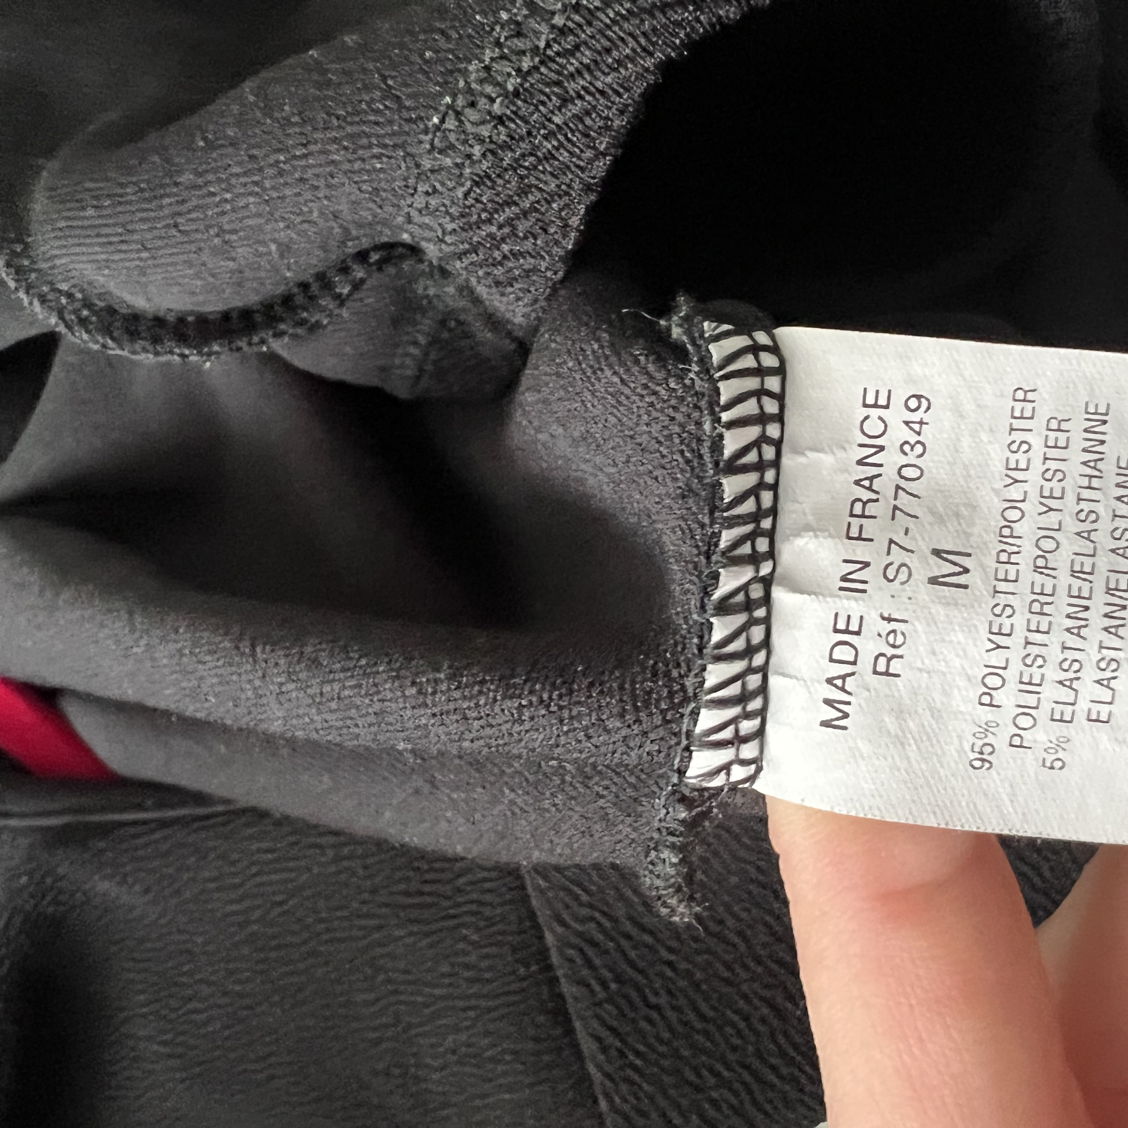 MADE IN FRANCE
Réf : S7-770349
M
95% POLYESTER/POLYESTER
POLIESTERE/POLYESTER
5% ELASTANE/ELASTHANNE
ELASTAN/ELASTANE